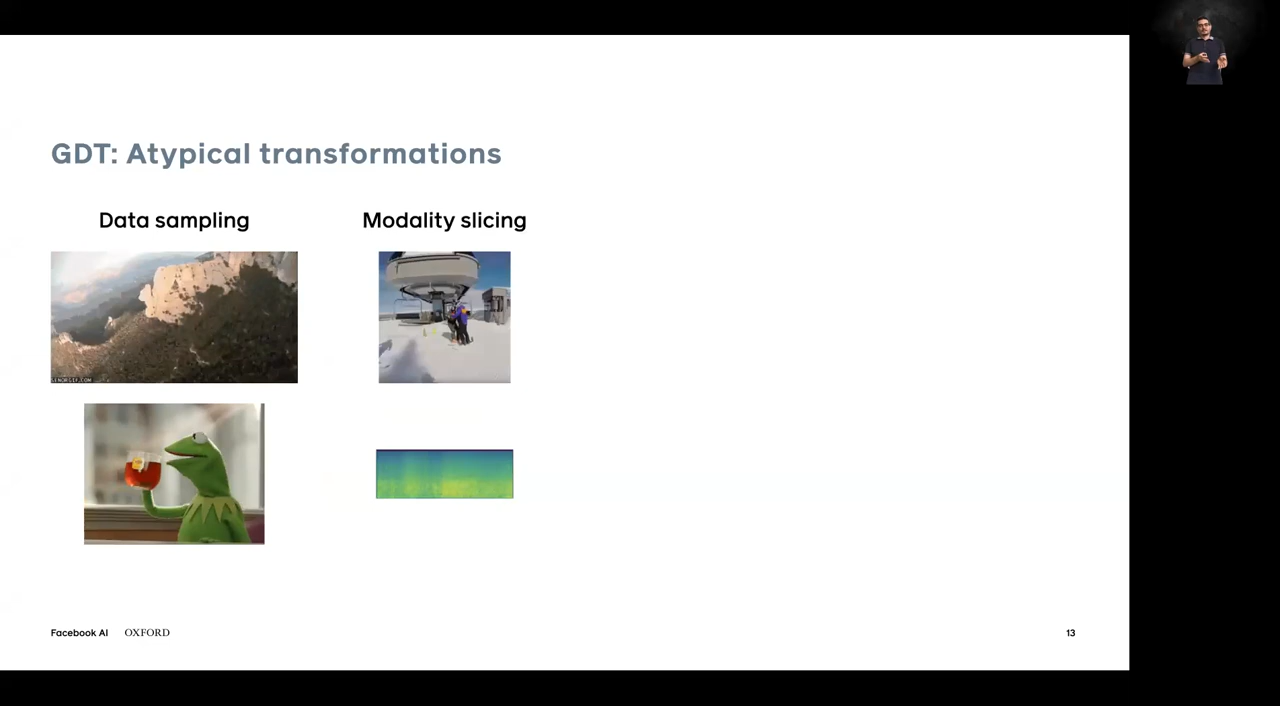 GDT: Atypical transformations
Data sampling
Modality slicing
Facebook AI OXFORD
13